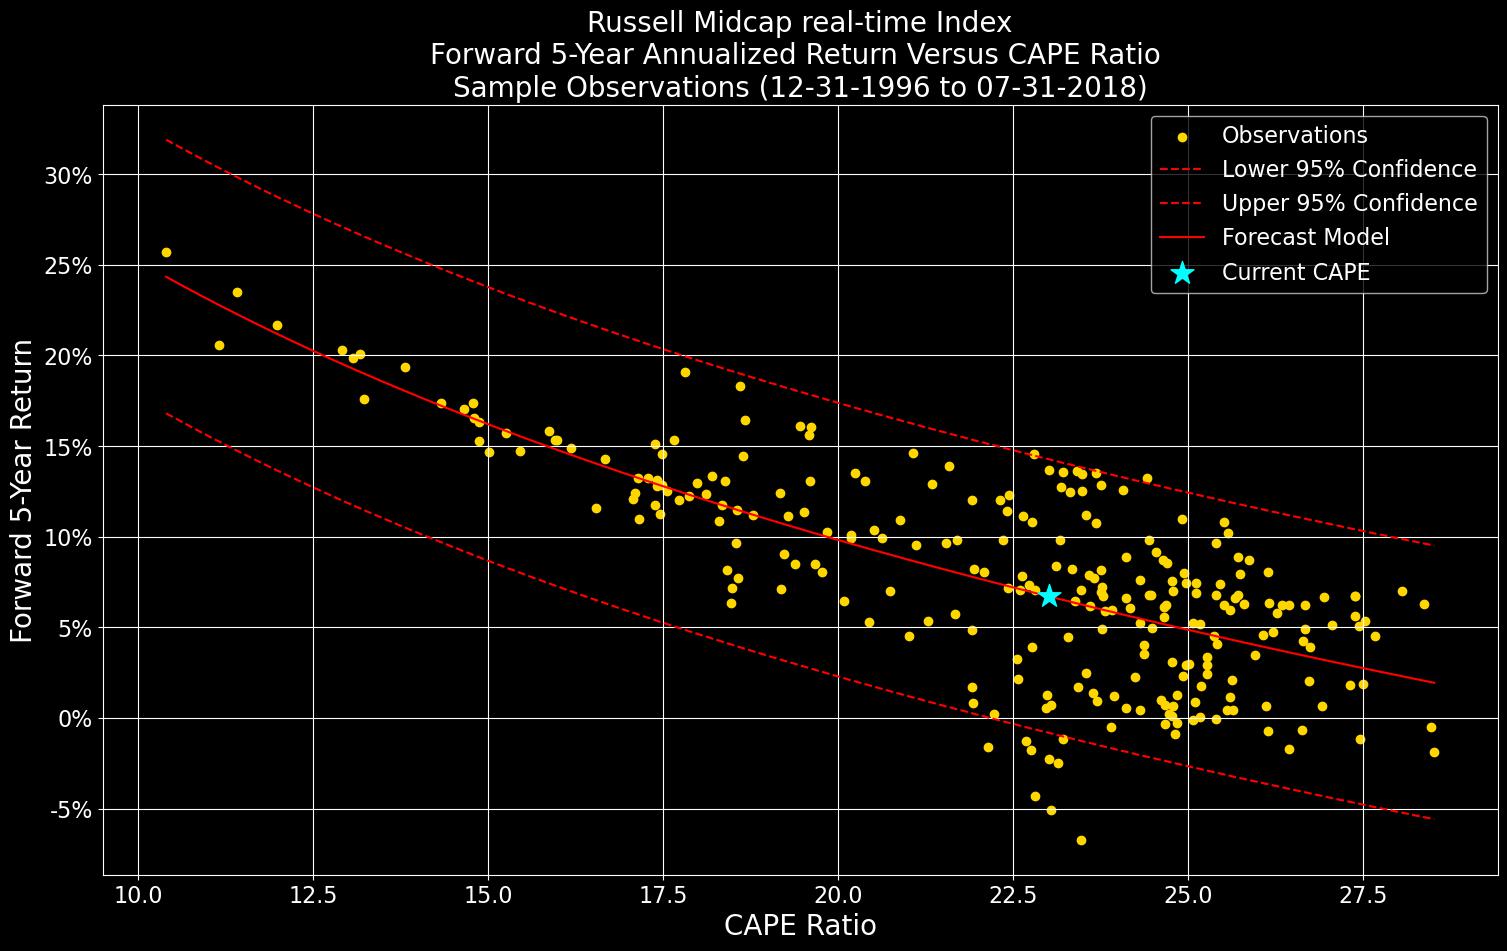 Russell Midcap real-time Index
Forward 5-Year Annualized Return Versus CAPE Ratio
Sample Observations (12-31-1996 to 07-31-2018)
Observations
Lower 95% Confidence
Upper 95% Confidence
Forecast Model
Current CAPE
Forward 5-Year Return
30%
25%
20%
15%
10%
5%
0%
-5%
10.0 12.5 15.0 17.5 20.0 22.5 25.0 27.5
CAPE Ratio